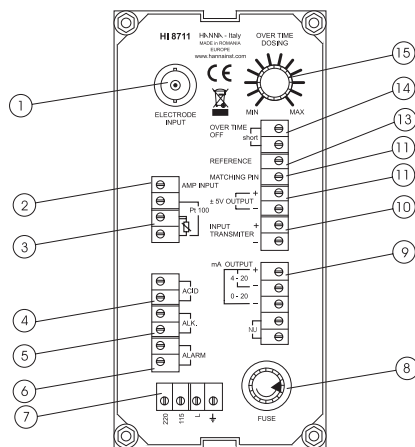 HI 8711
HANNA - Italy
MADE in ROMANIA
EUROPE
www.hannainst.com
OVER TIME
DOSING
MIN
MAX
ELECTRODE
INPUT
OVER TIME
OFF
short
REFERENCE
MATCHING PIN
+
± 5V OUTPUT
−
INPUT
TRANSMITER
+
−
AMP INPUT
Pt 100
mA OUTPUT
+
4 - 20
−
0 - 20
−
NU
ACID
ALK.
ALARM
220
115
L
FUSE
1
2
3
4
5
6
7
15
14
13
11
11
10
9
8